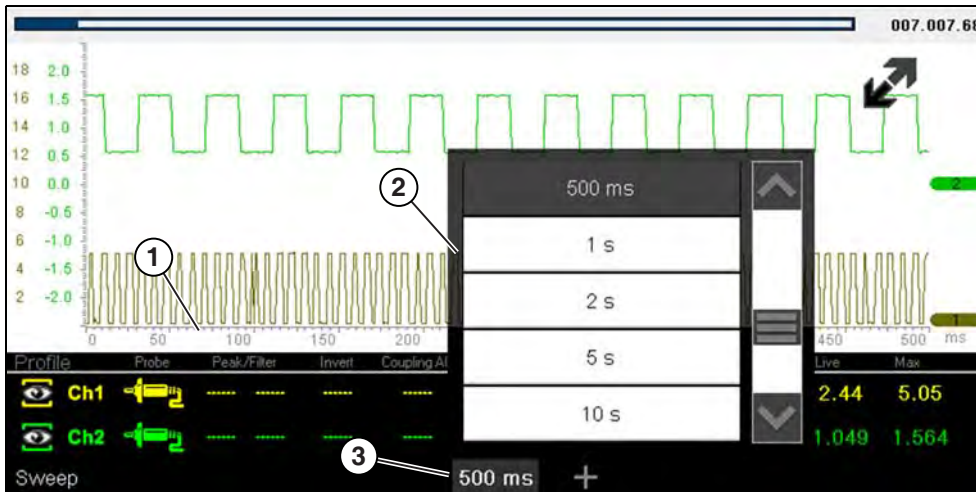 007.007.68
18 2.0
16 1.5
14 1.0
12 0.5
10 0.0
8 -0.5
6 -1.0
4 -1.5
2 -2.0
2
1
1
2
500 ms
1 s
2 s
5 s
10 s
0 50 100 150 200 450 500 ms
Profile Probe Peak/Filter Invert Coupling Al Live Max
Ch1 ----- ----- ----- ----- 2.44 5.05
Ch2 ----- ----- ----- ----- 1.049 1.564
3
Sweep 500 ms +